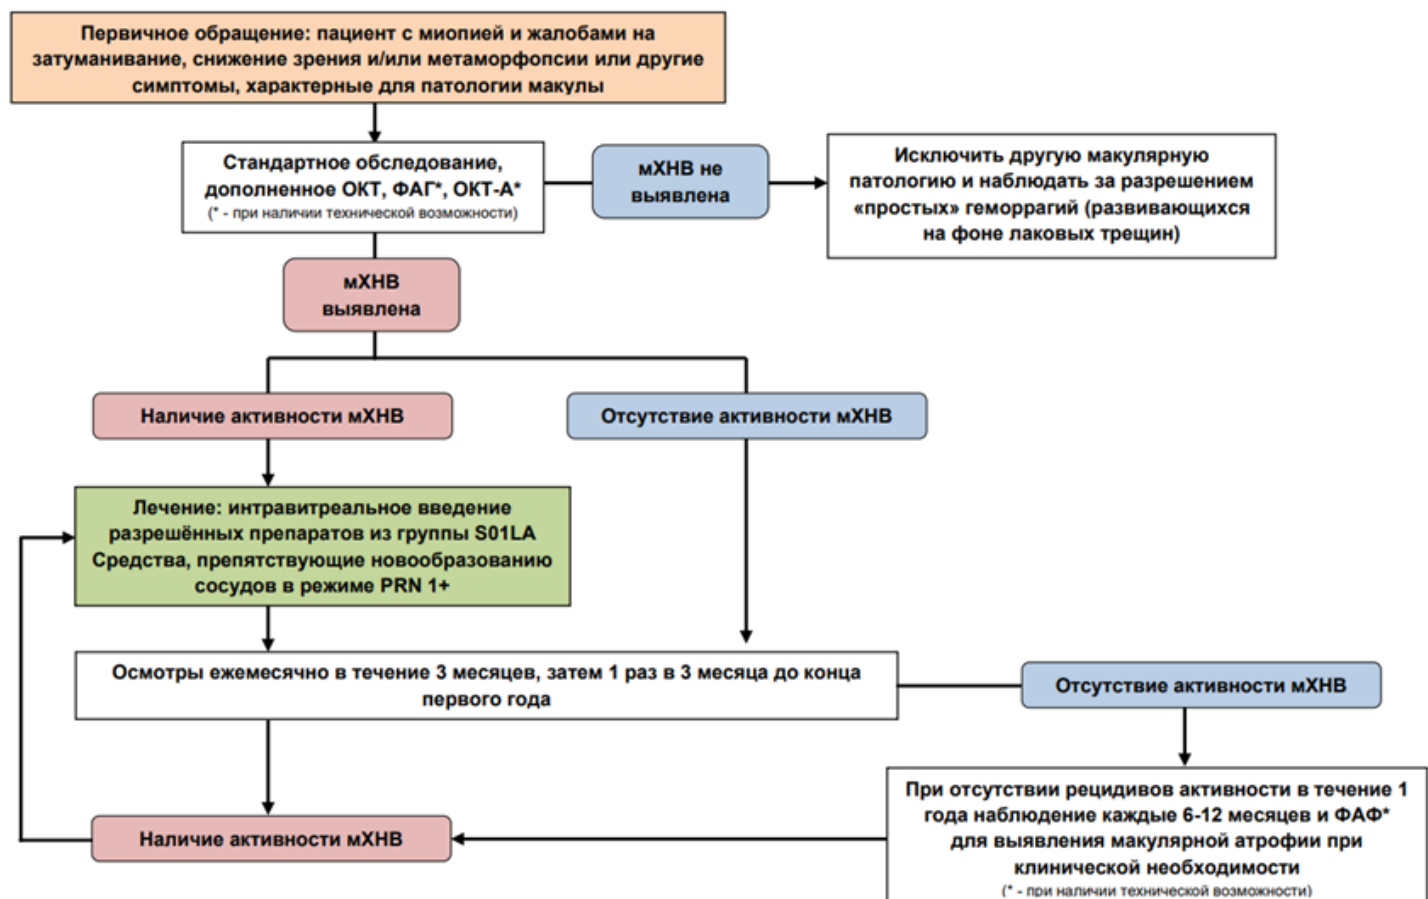 Первичное обращение: пациент с миопией и жалобами на
затуманивание, снижение зрения и/или метаморфопсии или другие
симптомы, характерные для патологии макулы
Стандартное обследование,
дополненное ОКТ, ФАГ*, ОКТ-А*
(* - при наличии технической возможности)
мХНВ не
выявлена
Исключить другую макулярную
патологию и наблюдать за разрешением
«простых» геморрагий (развивающихся
на фоне лаковых трещин)
мХНВ
выявлена
Наличие активности мХНВ
Отсутствие активности мХНВ
Лечение: интравитреальное введение
разрешённых препаратов из группы S01LA
Средства, препятствующие новообразованию
сосудов в режиме PRN 1+
Осмотры ежемесячно в течение 3 месяцев, затем 1 раз в 3 месяца до конца
первого года
Отсутствие активности мХНВ
При отсутствии рецидивов активности в течение 1
года наблюдение каждые 6-12 месяцев и ФАФ*
для выявления макулярной атрофии при
клинической необходимости
(* - при наличии технической возможности)
Наличие активности мХНВ